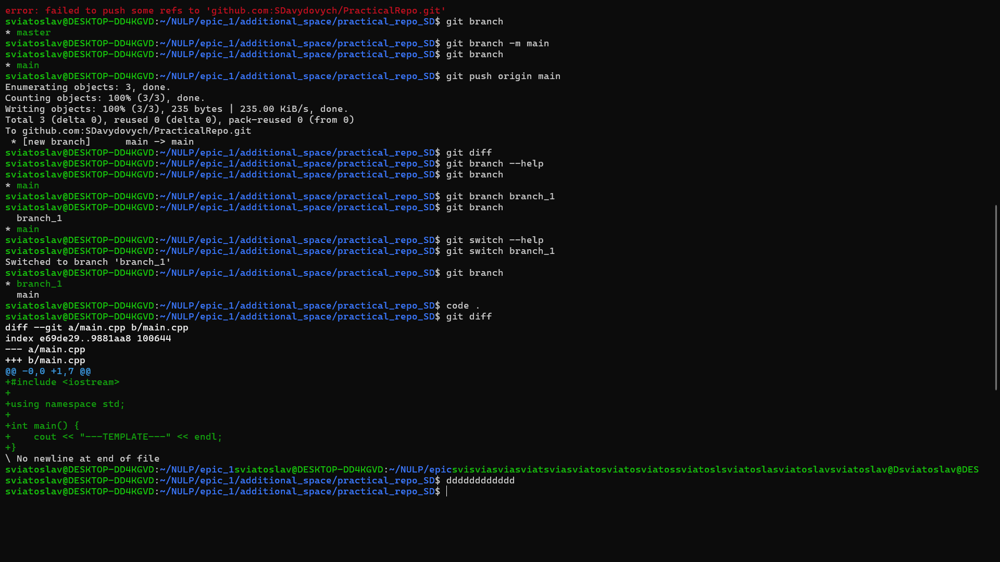 error: failed to push some refs to 'github.com:SDavydovych/PracticalRepo.git'
sviatoslav@DESKTOP-DD4KGVD:~/NULP/epic_1/additional_space/practical_repo_SD$ git branch
* master
sviatoslav@DESKTOP-DD4KGVD:~/NULP/epic_1/additional_space/practical_repo_SD$ git branch -m main
sviatoslav@DESKTOP-DD4KGVD:~/NULP/epic_1/additional_space/practical_repo_SD$ git branch
* main
sviatoslav@DESKTOP-DD4KGVD:~/NULP/epic_1/additional_space/practical_repo_SD$ git push origin main
Enumerating objects: 3, done.
Counting objects: 100% (3/3), done.
Writing objects: 100% (3/3), 235 bytes | 235.00 KiB/s, done.
Total 3 (delta 0), reused 0 (delta 0), pack-reused 0 (from 0)
To github.com:SDavydovych/PracticalRepo.git
 * [new branch]      main -> main
sviatoslav@DESKTOP-DD4KGVD:~/NULP/epic_1/additional_space/practical_repo_SD$ git diff
sviatoslav@DESKTOP-DD4KGVD:~/NULP/epic_1/additional_space/practical_repo_SD$ git branch --help
sviatoslav@DESKTOP-DD4KGVD:~/NULP/epic_1/additional_space/practical_repo_SD$ git branch
* main
sviatoslav@DESKTOP-DD4KGVD:~/NULP/epic_1/additional_space/practical_repo_SD$ git branch branch_1
sviatoslav@DESKTOP-DD4KGVD:~/NULP/epic_1/additional_space/practical_repo_SD$ git branch
  branch_1
* main
sviatoslav@DESKTOP-DD4KGVD:~/NULP/epic_1/additional_space/practical_repo_SD$ git switch --help
sviatoslav@DESKTOP-DD4KGVD:~/NULP/epic_1/additional_space/practical_repo_SD$ git switch branch_1
Switched to branch 'branch_1'
sviatoslav@DESKTOP-DD4KGVD:~/NULP/epic_1/additional_space/practical_repo_SD$ git branch
* branch_1
  main
sviatoslav@DESKTOP-DD4KGVD:~/NULP/epic_1/additional_space/practical_repo_SD$ code .
sviatoslav@DESKTOP-DD4KGVD:~/NULP/epic_1/additional_space/practical_repo_SD$ git diff
diff --git a/main.cpp b/main.cpp
index e69de29..9881aa8 100644
--- a/main.cpp
+++ b/main.cpp
@@ -0,0 +1,7 @@
+#include <iostream>
+
+using namespace std;
+
+int main() {
+    cout << "---TEMPLATE---" << endl;
+}
\ No newline at end of file
sviatoslav@DESKTOP-DD4KGVD:~/NULP/epic_1sviatoslav@DESKTOP-DD4KGVD:~/NULP/epicsvisviasviasviatsviasviatosviatosviatossviatoslsviatoslasviatoslavsviatoslav@Dsviatoslav@DES
sviatoslav@DESKTOP-DD4KGVD:~/NULP/epic_1/additional_space/practical_repo_SD$ dddddddddddd
sviatoslav@DESKTOP-DD4KGVD:~/NULP/epic_1/additional_space/practical_repo_SD$